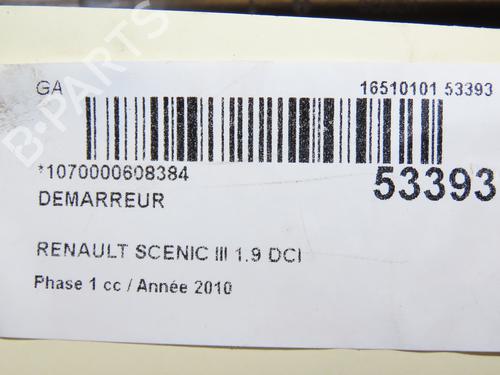 GA 16510101 53393
*1070000608384
53393
DEMARREUR
RENAULT SCENIC III 1.9 DCI
Phase 1 cc / Année 2010
B-PARTS